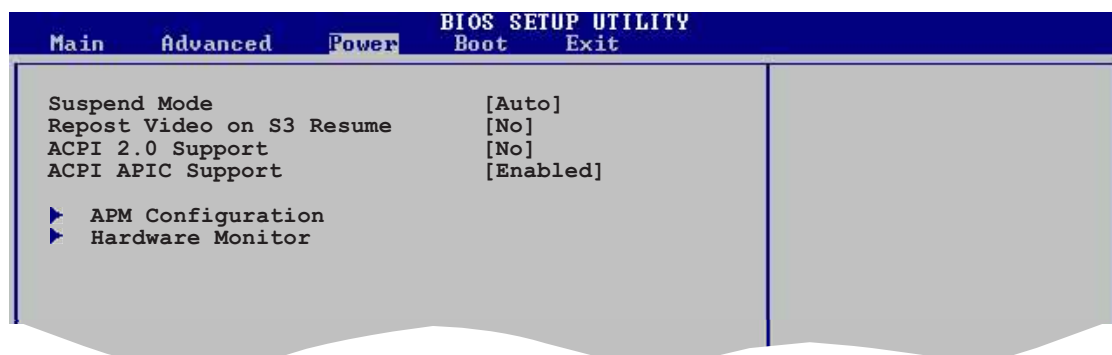 BIOS SETUP UTILITY
Main Advanced Power Boot Exit
Suspend Mode [Auto]
Repost Video on S3 Resume [No]
ACPI 2.0 Support [No]
ACPI APIC Support [Enabled]
APM Configuration
Hardware Monitor